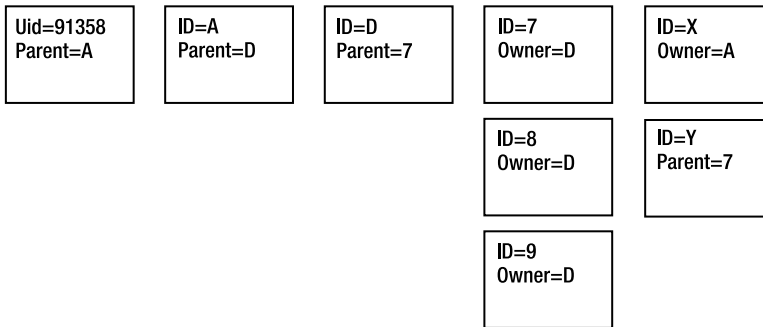 Uid=91358
Parent=A
ID=A
Parent=D
ID=D
Parent=7
ID=7
Owner=D
ID=X
Owner=A
ID=8
Owner=D
ID=Y
Parent=7
ID=9
Owner=D